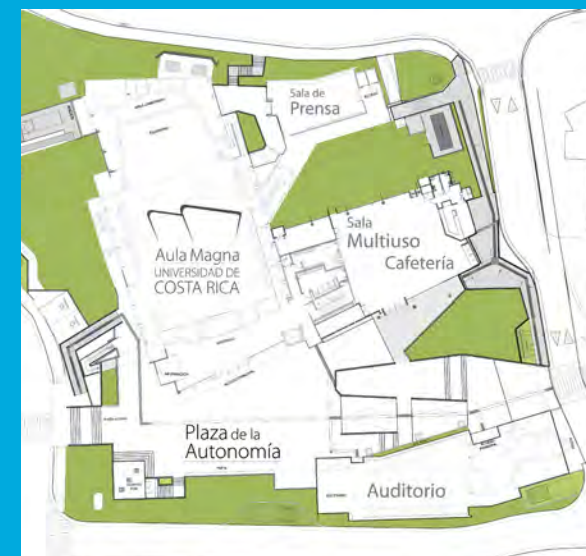 Sala de
Prensa
Aula Magna
UNIVERSIDAD DE
COSTA RICA
Sala
Multiuso
Cafetería
Plaza de la
Autonomía
Auditorio